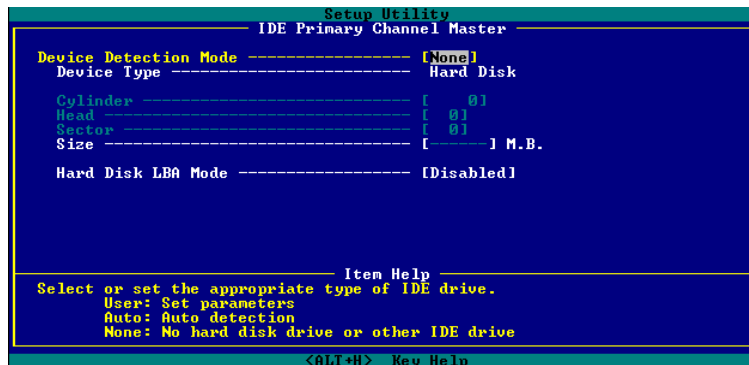 Setup Utility
IDE Primary Channel Master
Device Detection Mode ----------------- [None]
Device Type ------------------------- Hard Disk
Cylinder ---------------------------- [    0]
Head -------------------------------- [  0]
Sector ------------------------------ [  0]
Size -------------------------------- [------] M.B.
Hard Disk LBA Mode ------------------ [Disabled]
Item Help
Select or set the appropriate type of IDE drive.
User: Set parameters
Auto: Auto detection
None: No hard disk drive or other IDE drive
<ALT+H> Key Help